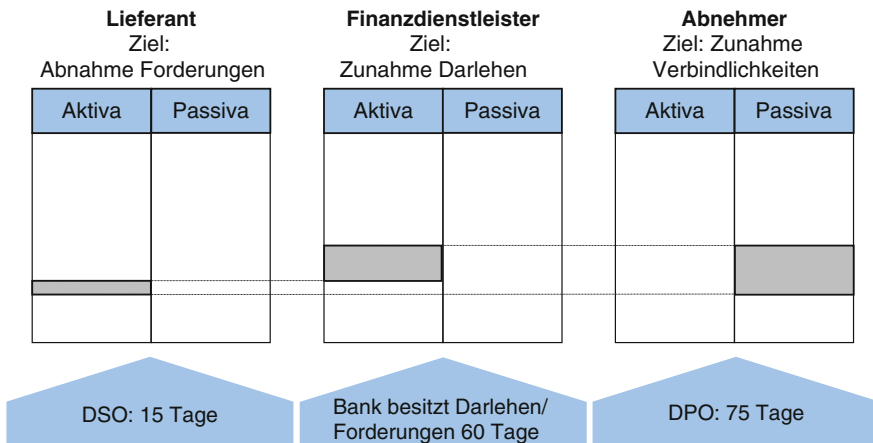 Lieferant
Ziel:
Abnahme Forderungen
Finanzdienstleister
Ziel:
Zunahme Darlehen
Abnehmer
Ziel: Zunahme
Verbindlichkeiten
Aktiva
Passiva
Aktiva
Passiva
Aktiva
Passiva
DSO: 15 Tage
Bank besitzt Darlehen/
Forderungen 60 Tage
DPO: 75 Tage